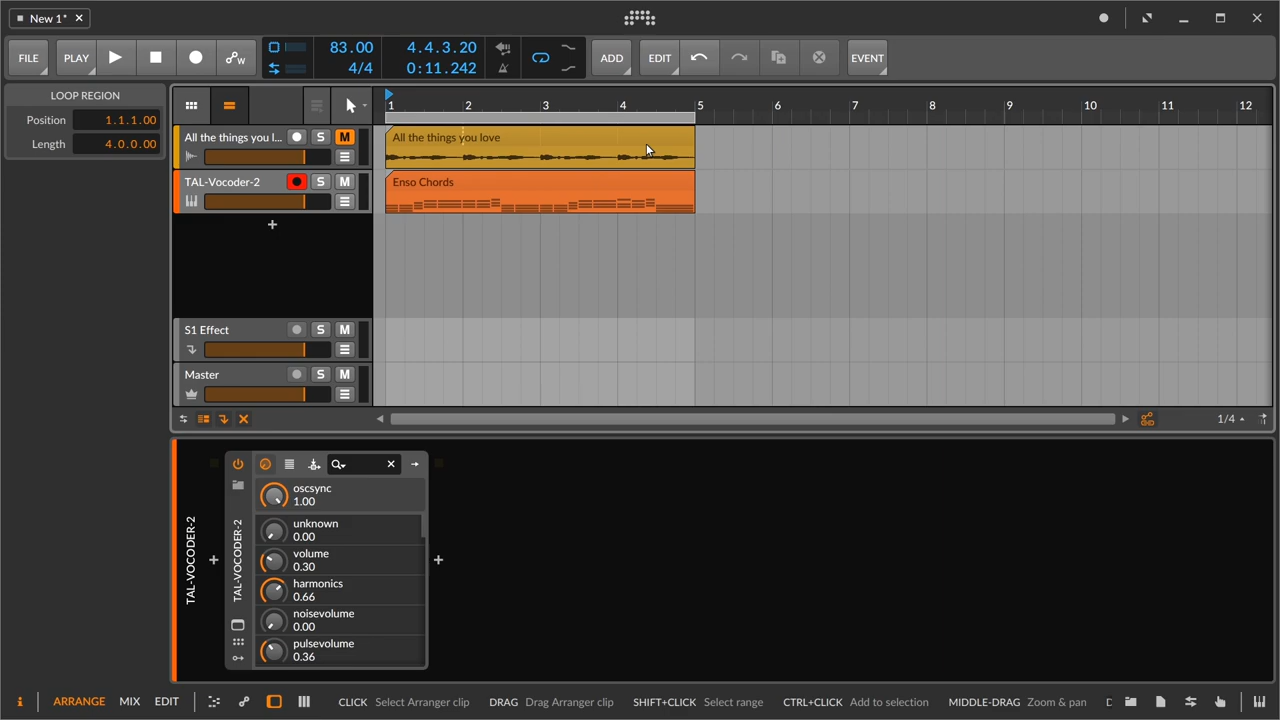 New 1*
FILE
PLAY
83.00
4/4
4.4.3.20
0:11.242
ADD
EDIT
EVENT
LOOP REGION
Position 1.1.1.00
Length 4.0.0.00
1 2 3 4 5 6 7 8 9 10 11 12
All the things you l... S M
All the things you love
TAL-Vocoder-2 S M
Enso Chords
S1 Effect S M
Master S M
1/4
TAL-VOCODER-2
TAL-VOCODER-2
oscsync
1.00
unknown
0.00
volume
0.30
harmonics
0.66
noisevolume
0.00
pulsevolume
0.36
i ARRANGE MIX EDIT
CLICK Select Arranger clip DRAG Drag Arranger clip SHIFT+CLICK Select range CTRL+CLICK Add to selection MIDDLE-DRAG Zoom & pan